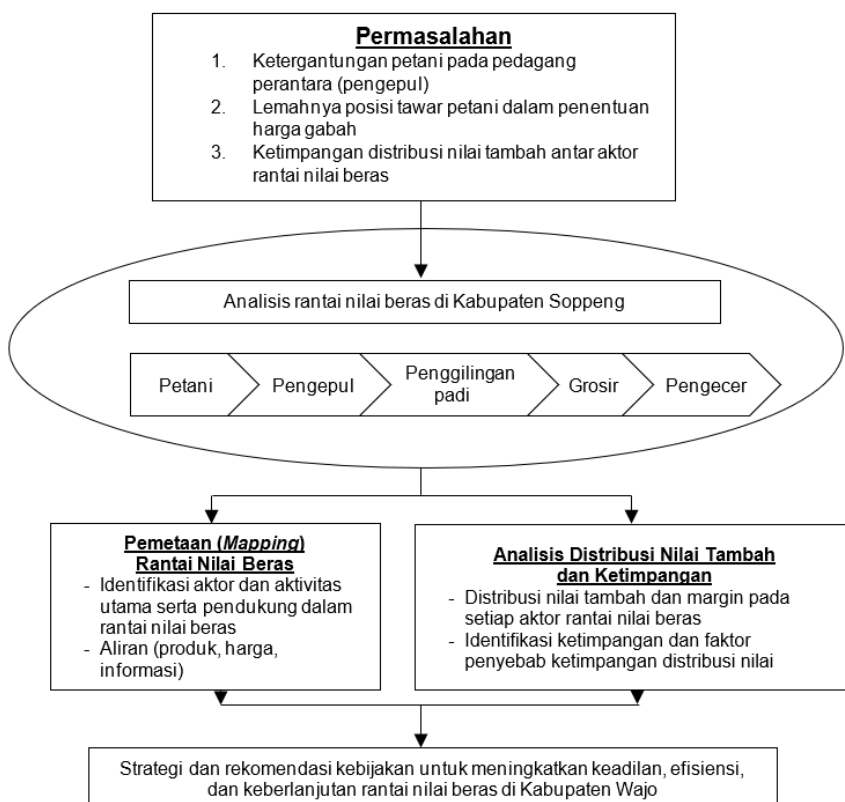 Permasalahan
1. Ketergantungan petani pada pedagang
perantara (pengepul)
2. Lemahnya posisi tawar petani dalam penentuan
harga gabah
3. Ketimpangan distribusi nilai tambah antar aktor
rantai nilai beras
Analisis rantai nilai beras di Kabupaten Soppeng
Petani
Pengepul
Penggilingan
padi
Grosir
Pengecer
Pemetaan (Mapping)
Rantai Nilai Beras
- Identifikasi aktor dan aktivitas
utama serta pendukung dalam
rantai nilai beras
- Aliran (produk, harga,
informasi)
Analisis Distribusi Nilai Tambah
dan Ketimpangan
- Distribusi nilai tambah dan margin pada
setiap aktor rantai nilai beras
- Identifikasi ketimpangan dan faktor
penyebab ketimpangan distribusi nilai
Strategi dan rekomendasi kebijakan untuk meningkatkan keadilan, efisiensi,
dan keberlanjutan rantai nilai beras di Kabupaten Wajo